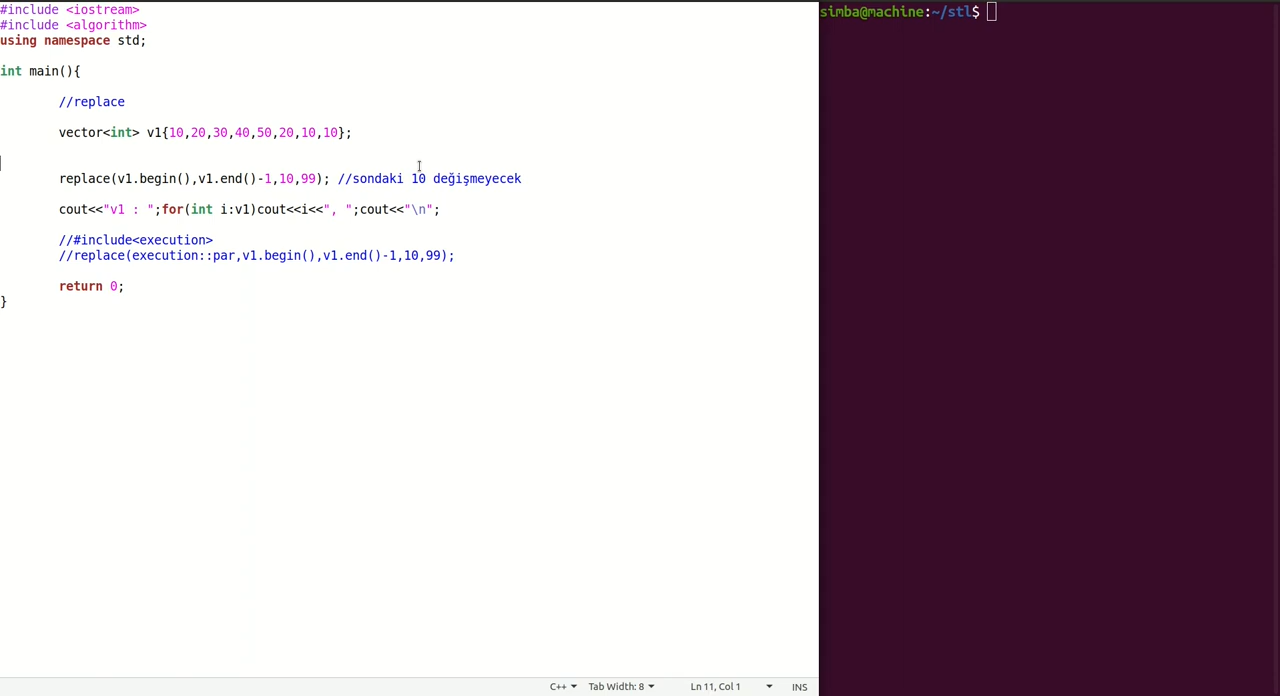 #include <iostream>
#include <algorithm>
using namespace std;
int main(){
//replace
vector<int> v1{10,20,30,40,50,20,10,10};
replace(v1.begin(),v1.end()-1,10,99); //sondaki 10 değişmeyecek
cout<<"v1 : ";for(int i:v1)cout<<i<<", ";cout<<"\n";
//#include<execution>
//replace(execution::par,v1.begin(),v1.end()-1,10,99);
return 0;
}
C++ Tab Width: 8 Ln 11, Col 1 INS
simba@machine:~/stl$